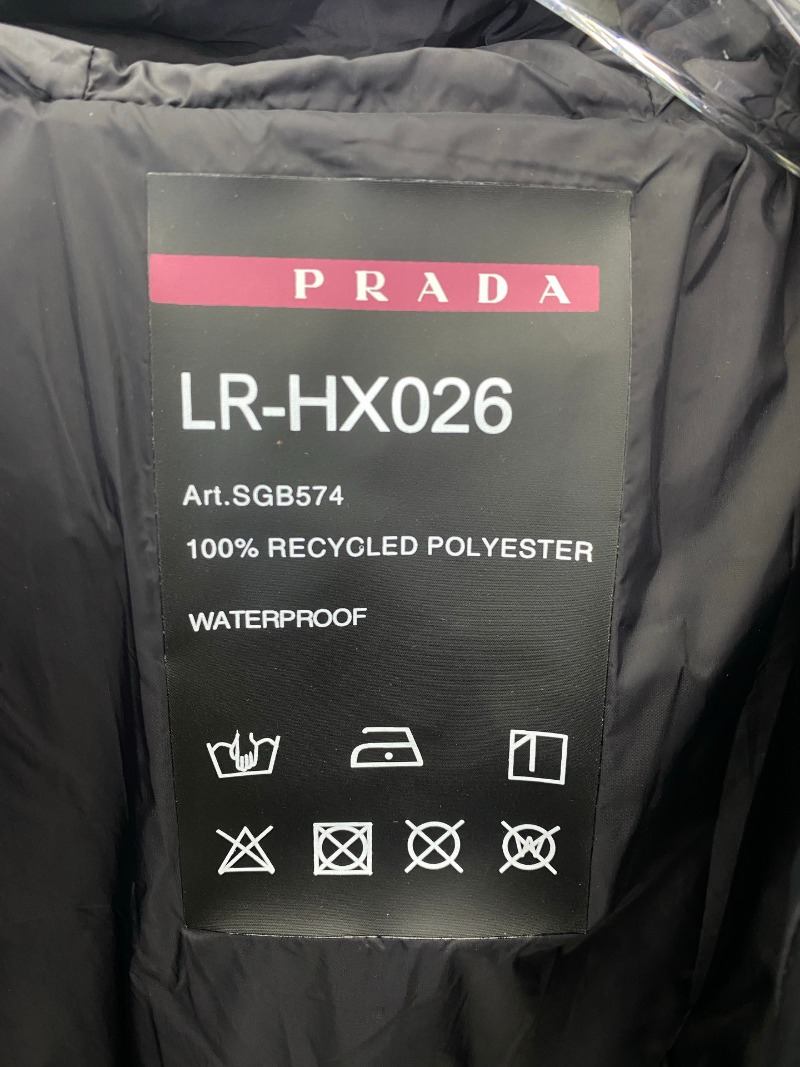 PRADA
LR-HX026
Art.SGB574
100% RECYCLED POLYESTER
WATERPROOF
W